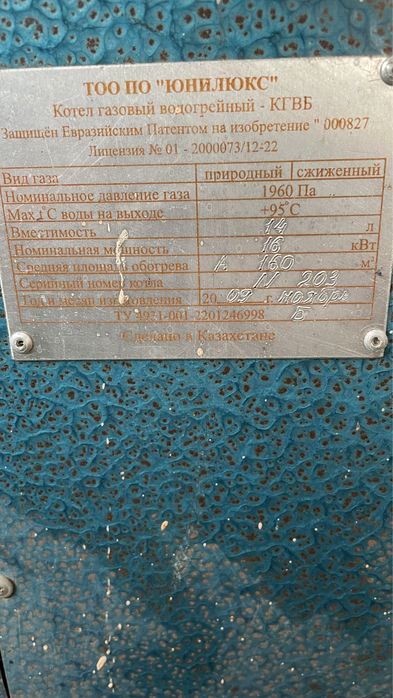 ТОО ПО "ЮНИЛЮКС"
Котел газовый водогрейный - КГВБ
Защищён Евразийским Патентом на изобретение " 000827
Лицензия № 01 - 2000073/12-22
Вид газа природный сжиженный
Номинальное давление газа 1960 Па
Мах t°С воды на выходе +95°С
Вместимость 14 л
Номинальная мощность 16 кВт
Средняя площадь обогрева А 160 м²
Серийный номер котла 11 203
Год и месяц изготовления 20 09 г ноябрь
ТУ 4931-001-2201246998 Б
Сделано в Казахстане